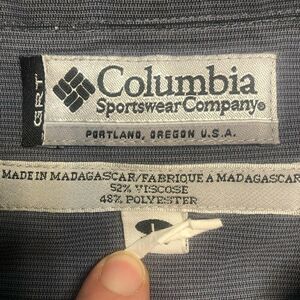 GRT
Columbia
Sportswear Company®
PORTLAND, OREGON U.S.A.
MADE IN MADAGASCAR/FABRIQUE A MADAGASCAR
52% VISCOSE
48% POLYESTER